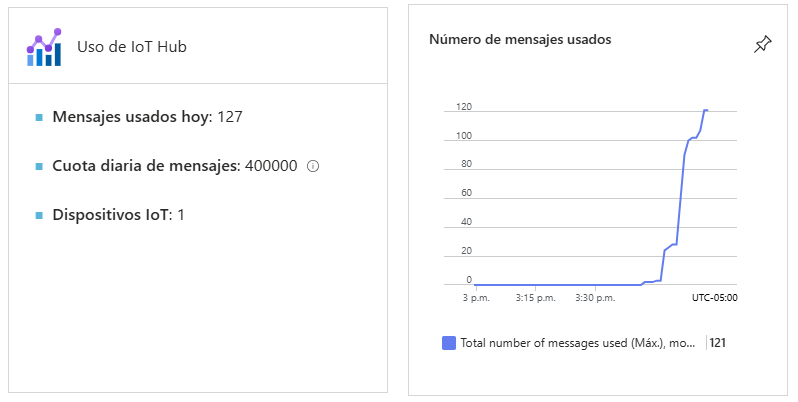 Uso de IoT Hub
Mensajes usados hoy: 127
Cuota diaria de mensajes: 400000
Dispositivos IoT: 1
Número de mensajes usados
120
100
80
60
40
20
0
3 p.m. 3:15 p.m. 3:30 p.m. UTC-05:00
Total number of messages used (Máx.), mo... 121